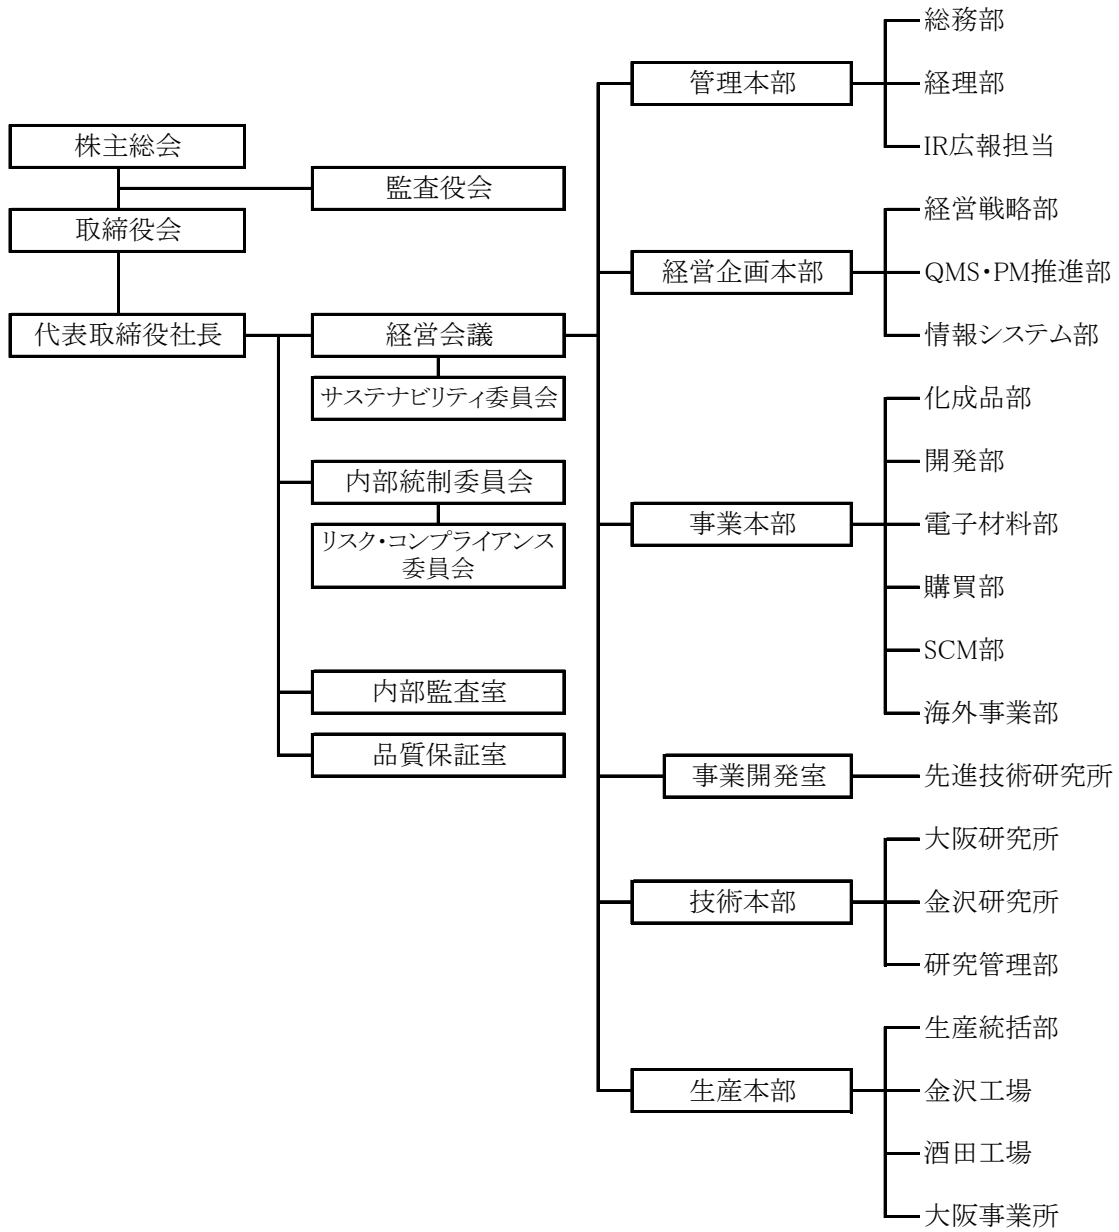 株主総会
監査役会
取締役会
代表取締役社長
経営会議
サステナビリティ委員会
内部統制委員会
リスク・コンプライアンス
委員会
内部監査室
品質保証室
管理本部
総務部
経理部
IR広報担当
経営企画本部
経営戦略部
QMS・PM推進部
情報システム部
事業本部
化成品部
開発部
電子材料部
購買部
SCM部
海外事業部
事業開発室
先進技術研究所
技術本部
大阪研究所
金沢研究所
研究管理部
生産本部
生産統括部
金沢工場
酒田工場
大阪事業所